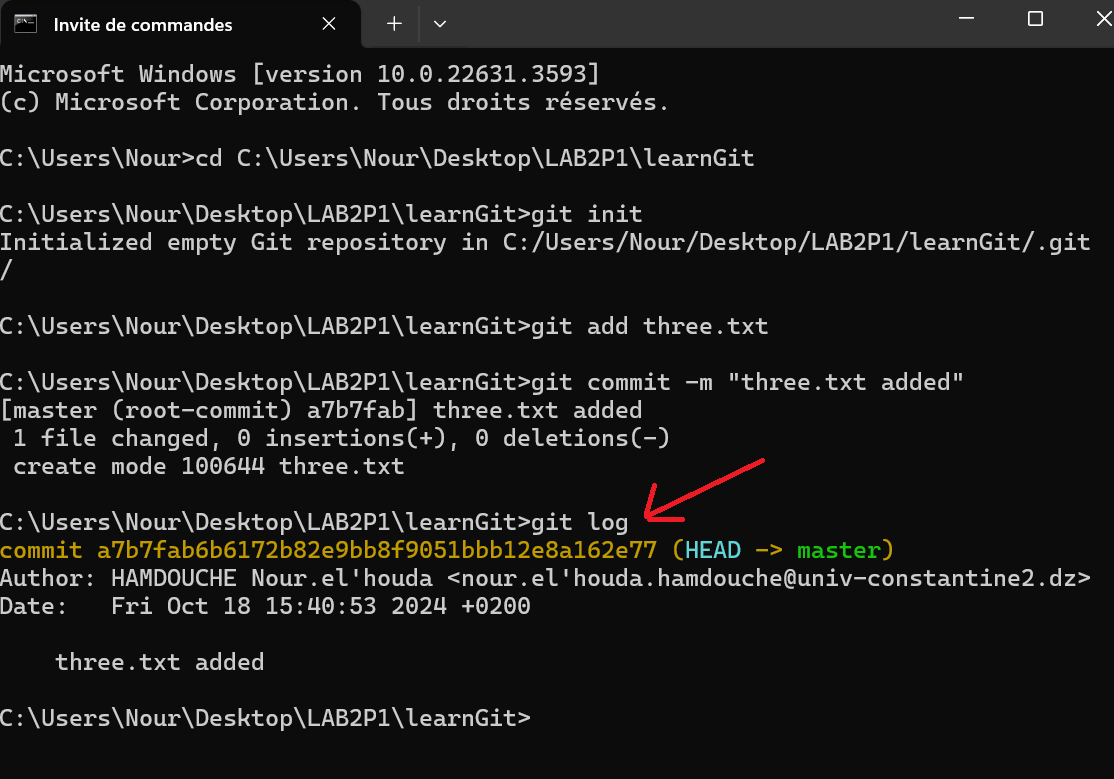 Invite de commandes
Microsoft Windows [version 10.0.22631.3593]
(c) Microsoft Corporation. Tous droits réservés.
C:\Users\Nour>cd C:\Users\Nour\Desktop\LAB2P1\learnGit
C:\Users\Nour\Desktop\LAB2P1\learnGit>git init
Initialized empty Git repository in C:/Users/Nour/Desktop/LAB2P1/learnGit/.git
/
C:\Users\Nour\Desktop\LAB2P1\learnGit>git add three.txt
C:\Users\Nour\Desktop\LAB2P1\learnGit>git commit -m "three.txt added"
[master (root-commit) a7b7fab] three.txt added
 1 file changed, 0 insertions(+), 0 deletions(-)
 create mode 100644 three.txt
C:\Users\Nour\Desktop\LAB2P1\learnGit>git log
commit a7b7fab6b6172b82e9bb8f9051bbb12e8a162e77 (HEAD -> master)
Author: HAMDOUCHE Nour.el'houda <nour.el'houda.hamdouche@univ-constantine2.dz>
Date:   Fri Oct 18 15:40:53 2024 +0200
    three.txt added
C:\Users\Nour\Desktop\LAB2P1\learnGit>